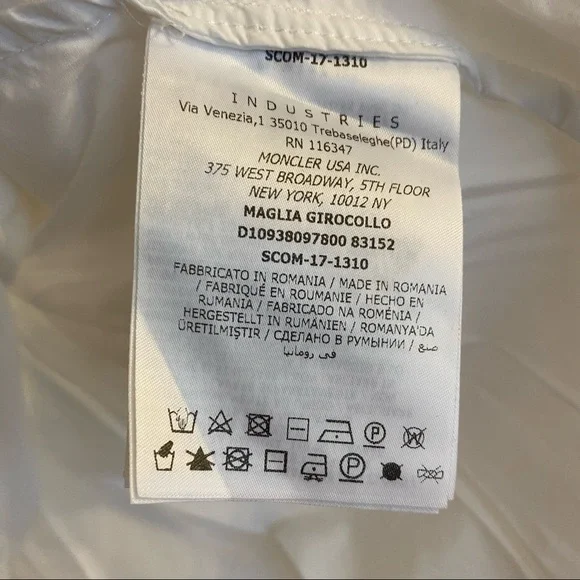 SCOM-17-1310
INDUSTRIES
Via Venezia,1 35010 Trebaseleghe(PD) Italy
RN 116347
MONCLER USA INC.
375 WEST BROADWAY, 5TH FLOOR
NEW YORK, 10012 NY
MAGLIA GIROCOLLO
D10938097800 83152
SCOM-17-1310
FABBRICATO IN ROMANIA / MADE IN ROMANIA
/ FABRIQUÉ EN ROUMANIE / HECHO EN
RUMANIA / FABRICADO NA ROMÉNIA /
HERGESTELLT IN RUMÄNIEN / ROMANYA'DA
ÜRETILMIŞTIR / СДЕЛАНО В РУМЫНИИ / صنع
في رومانيا
P W
P